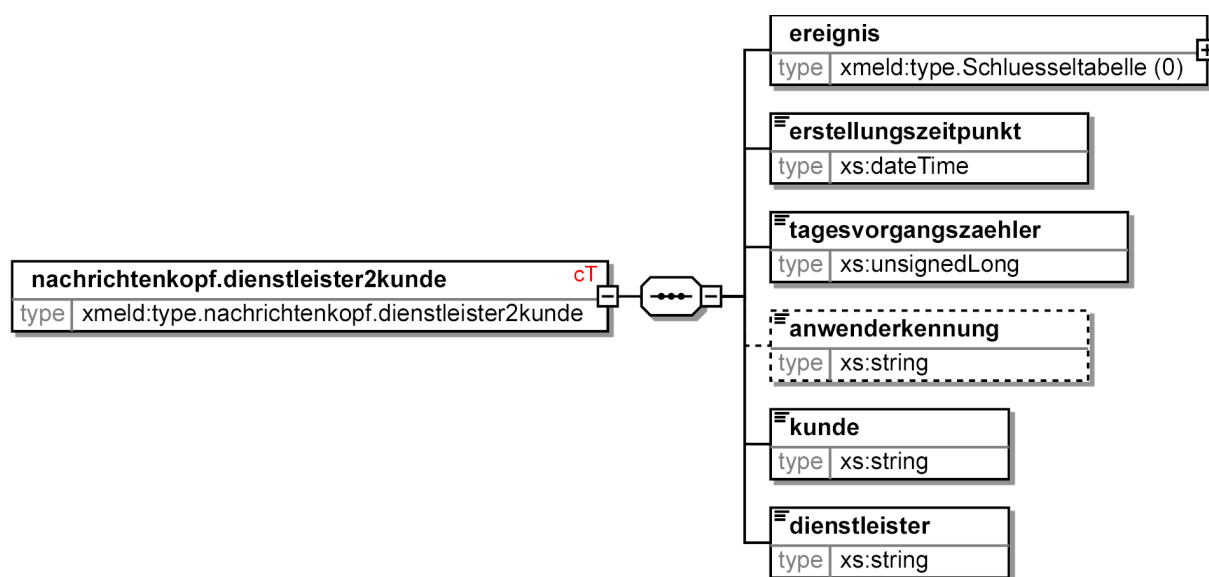 ereignis
type xmeld:type.Schluesseltabelle (0)
erstellungszeitpunkt
type xs:dateTime
tagesvorgangszaehler
type xs:unsignedLong
nachrichtenkopf.dienstleister2kunde cT
type xmeld:type.nachrichtenkopf.dienstleister2kunde
anwenderkennung
type xs:string
kunde
type xs:string
dienstleister
type xs:string